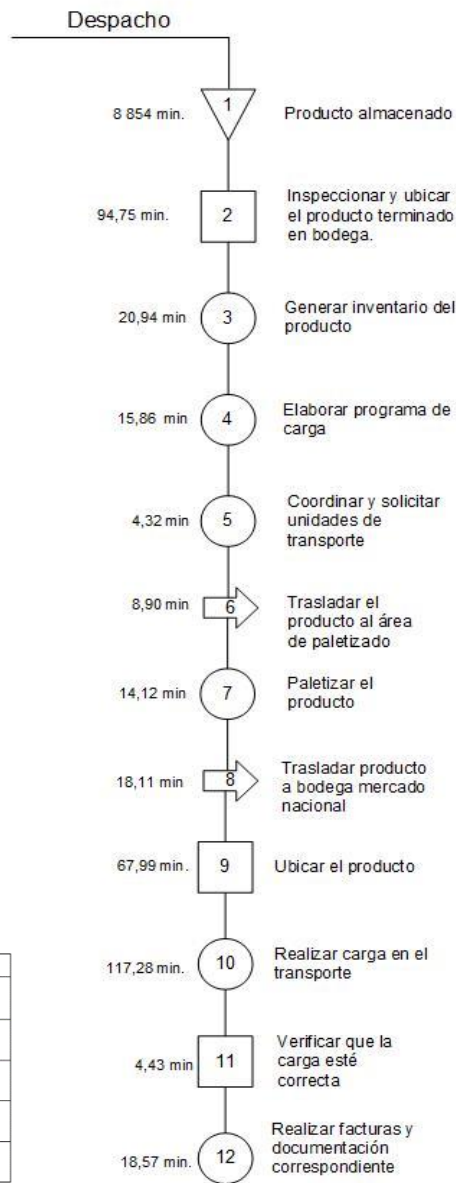 Despacho
8 854 min.
1
Producto almacenado
94,75 min.
2
Inspeccionar y ubicar
el producto terminado
en bodega.
20,94 min
3
Generar inventario del
producto
15,86 min
4
Elaborar programa de
carga
4,32 min
5
Coordinar y solicitar
unidades de
transporte
8,90 min
6
Trasladar el
producto al área
de paletizado
14,12 min
7
Paletizar el
producto
18,11 min
8
Trasladar producto
a bodega mercado
nacional
67,99 min.
9
Ubicar el producto
117,28 min.
10
Realizar carga en el
transporte
4,43 min
11
Verificar que la
carga esté
correcta
18,57 min.
12
Realizar facturas y
documentación
correspondiente